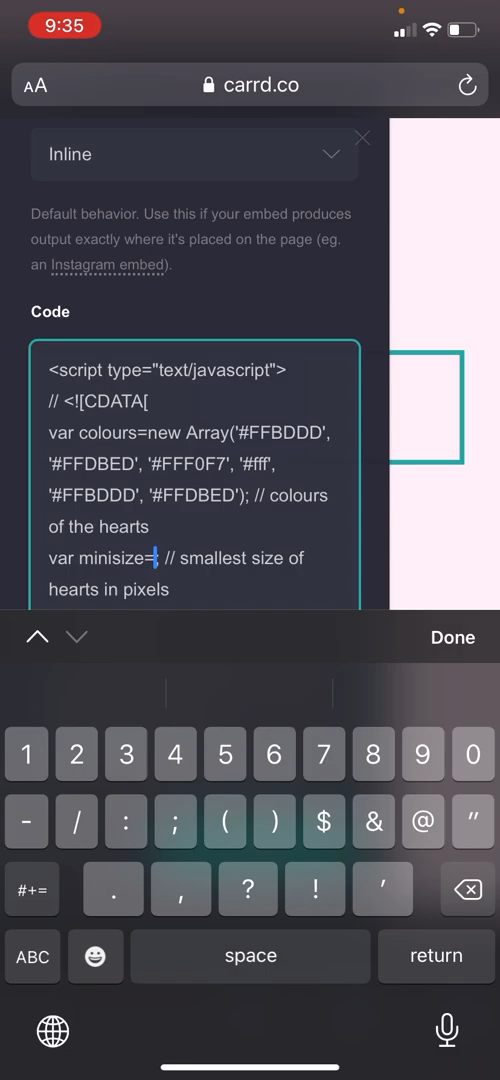 9:35
AA carrd.co
Inline
Default behavior. Use this if your embed produces
output exactly where it's placed on the page (eg.
an Instagram embed).
Code
<script type="text/javascript">
// <![CDATA[
var colours=new Array('#FFBDDD',
'#FFDBED', '#FFF0F7', '#fff',
'#FFBDDD', '#FFDBED'); // colours
of the hearts
var minisize=; // smallest size of
hearts in pixels
Done
1 2 3 4 5 6 7 8 9 0
- / : ; ( ) $ & @ "
#+= . , ? ! '
ABC space return